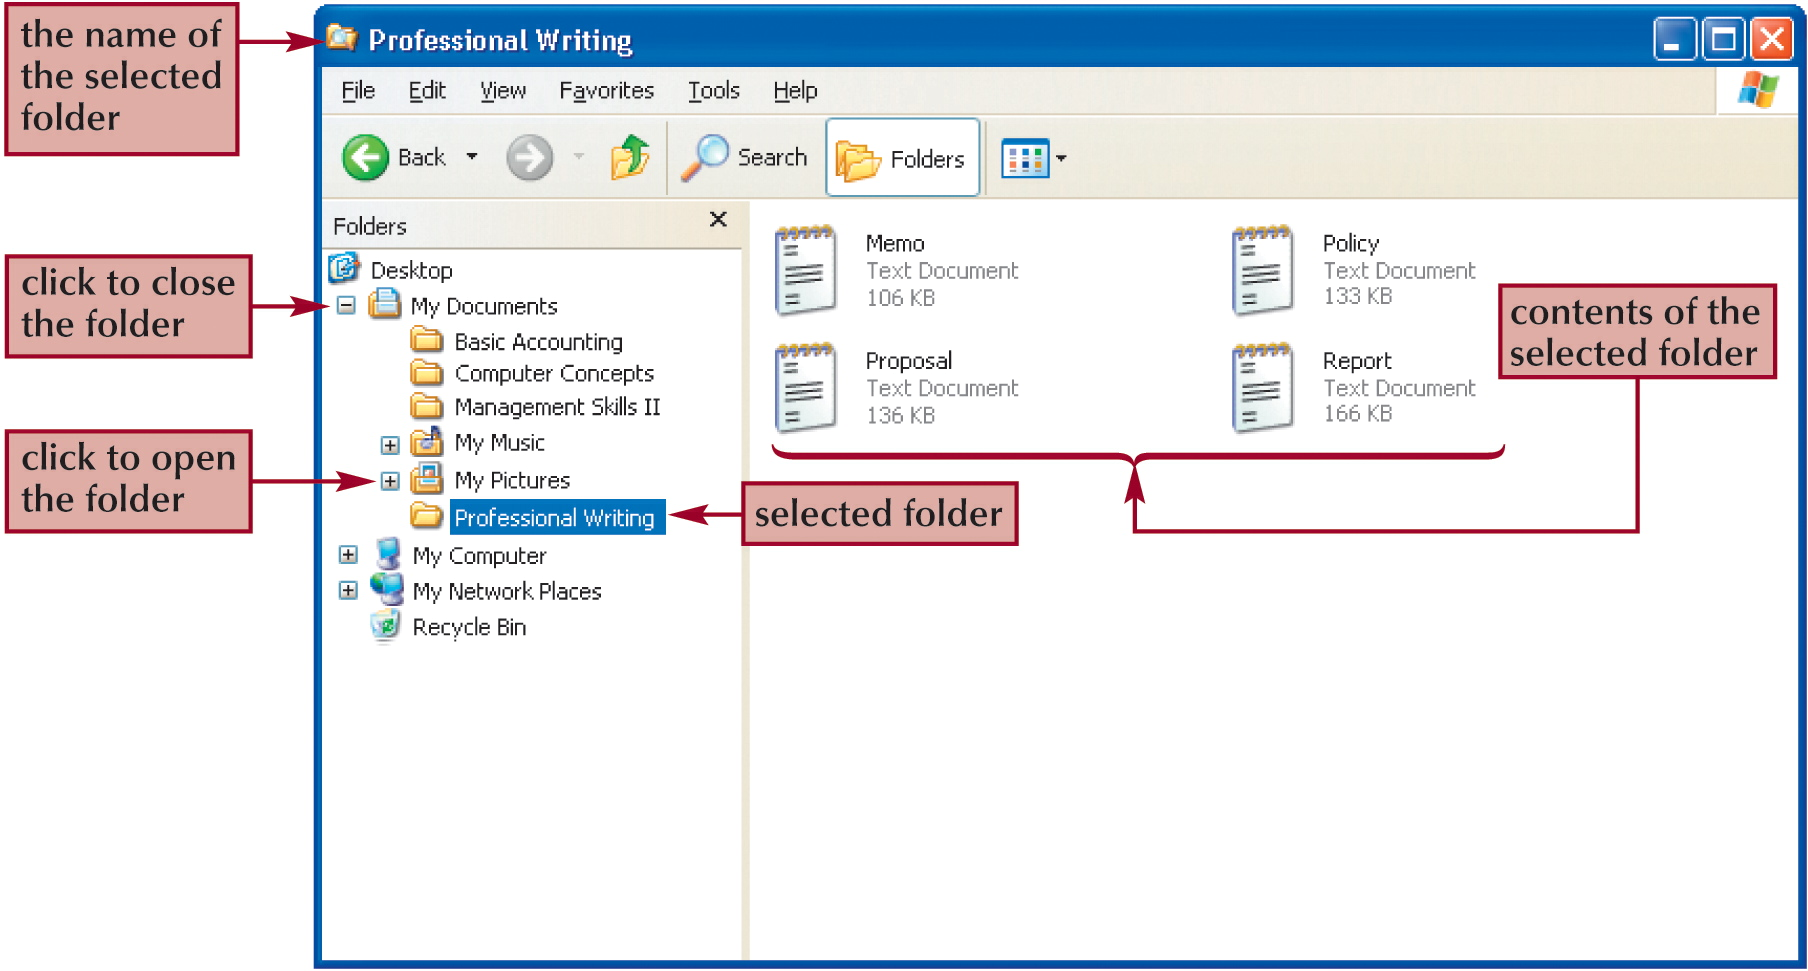 the name of
the selected
folder
Professional Writing
File Edit View Favorites Tools Help
Back Search Folders
Folders
Desktop
My Documents
Basic Accounting
Computer Concepts
Management Skills II
My Music
My Pictures
Professional Writing
My Computer
My Network Places
Recycle Bin
click to close
the folder
click to open
the folder
selected folder
Memo
Text Document
106 KB
Policy
Text Document
133 KB
Proposal
Text Document
136 KB
Report
Text Document
166 KB
contents of the
selected folder